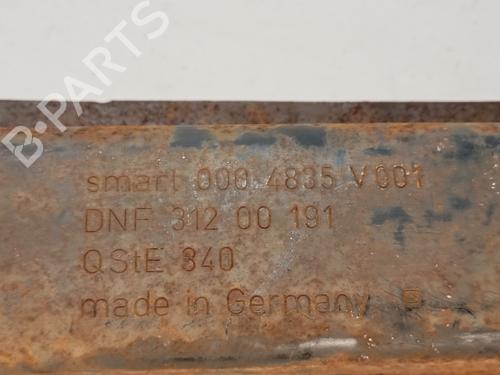 B-PARTS
smart 000 4835 V001
DNF 312 00 191
QStE 340
made in Germany